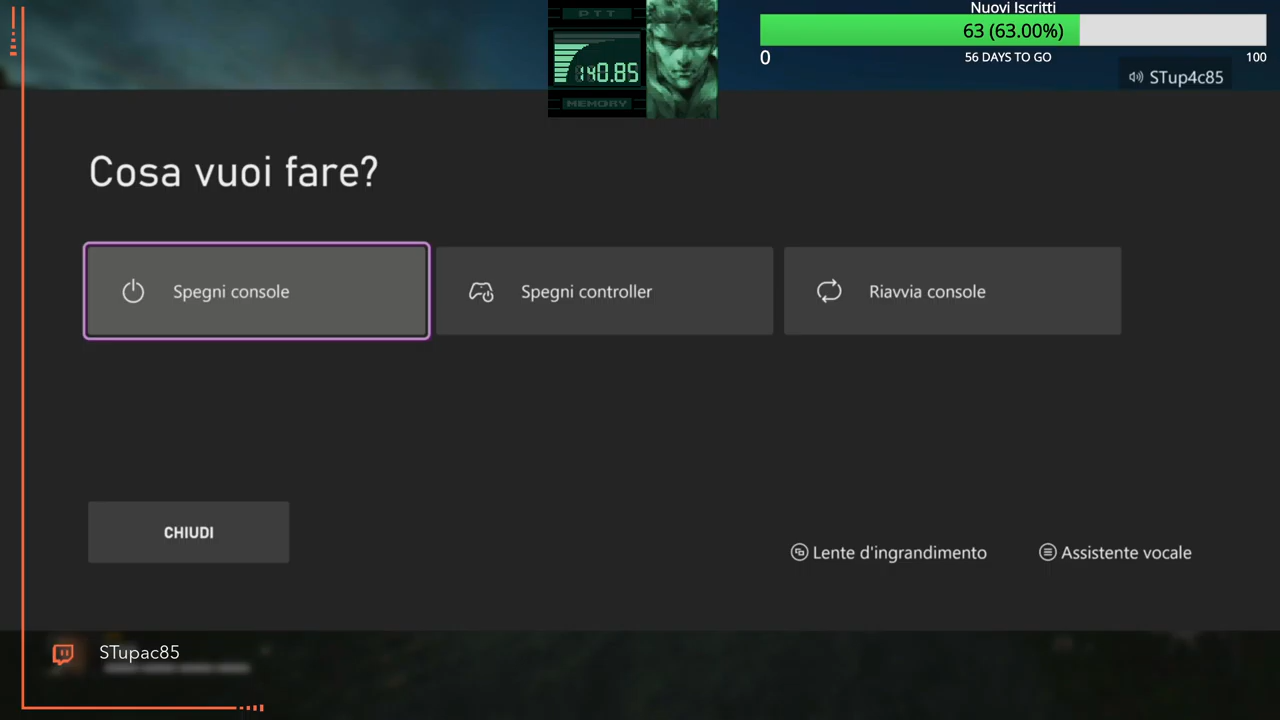 PTT
140.85
MEMORY
Nuovi Iscritti
63 (63.00%)
0
56 DAYS TO GO
100
STup4c85
Cosa vuoi fare?
Spegni console
Spegni controller
Riavvia console
CHIUDI
Lente d'ingrandimento
Assistente vocale
STupac85